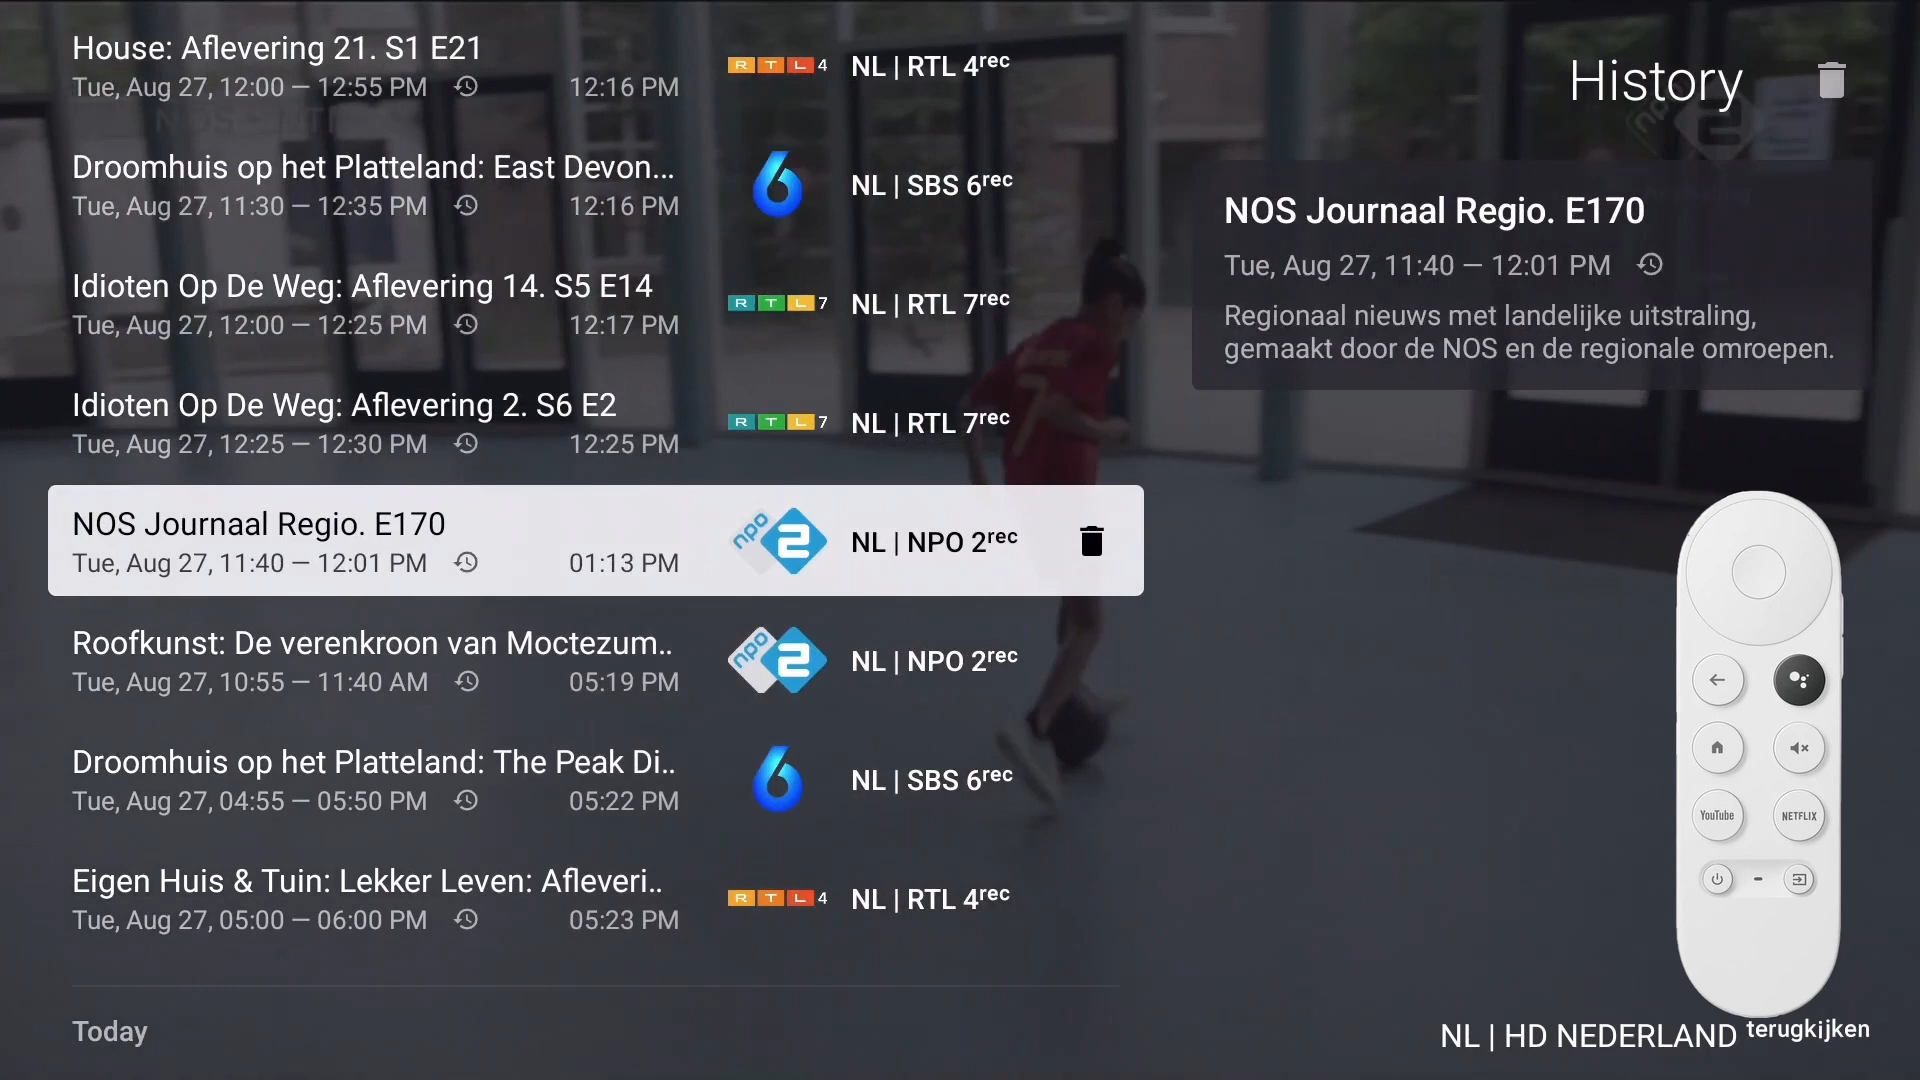 House: Aflevering 21. S1 E21
Tue, Aug 27, 12:00 — 12:55 PM 12:16 PM
RTL 4 NL | RTL 4rec
Droomhuis op het Platteland: East Devon...
Tue, Aug 27, 11:30 — 12:35 PM 12:16 PM
6 NL | SBS 6rec
Idioten Op De Weg: Aflevering 14. S5 E14
Tue, Aug 27, 12:00 — 12:25 PM 12:17 PM
RTL 7 NL | RTL 7rec
Idioten Op De Weg: Aflevering 2. S6 E2
Tue, Aug 27, 12:25 — 12:30 PM 12:25 PM
RTL 7 NL | RTL 7rec
NOS Journaal Regio. E170
Tue, Aug 27, 11:40 — 12:01 PM 01:13 PM
npo 2 NL | NPO 2rec
Roofkunst: De verenkroon van Moctezum..
Tue, Aug 27, 10:55 — 11:40 AM 05:19 PM
npo 2 NL | NPO 2rec
Droomhuis op het Platteland: The Peak Di..
Tue, Aug 27, 04:55 — 05:50 PM 05:22 PM
6 NL | SBS 6rec
Eigen Huis & Tuin: Lekker Leven: Afleveri..
Tue, Aug 27, 05:00 — 06:00 PM 05:23 PM
RTL 4 NL | RTL 4rec
Today
History
NOS Journaal Regio. E170
Tue, Aug 27, 11:40 — 12:01 PM
Regionaal nieuws met landelijke uitstraling,
gemaakt door de NOS en de regionale omroepen.
YouTube NETFLIX
NL | HD NEDERLAND terugkijken